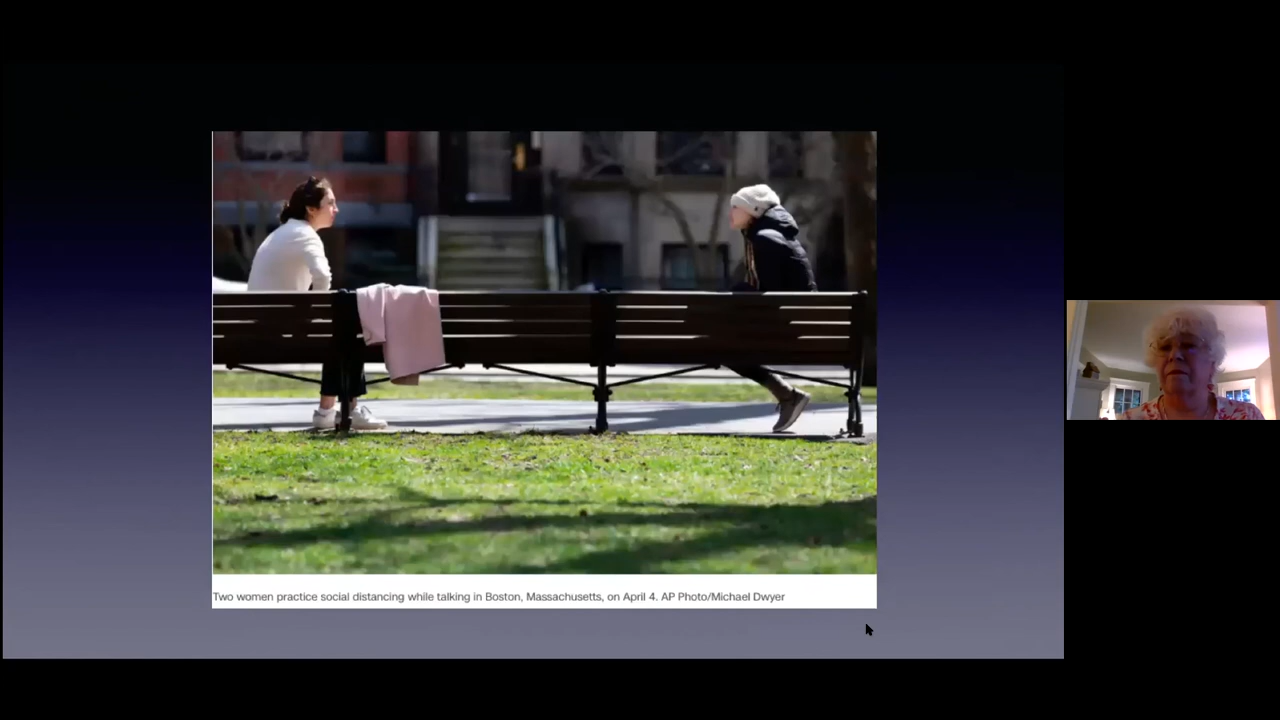 Two women practice social distancing while talking in Boston, Massachusetts, on April 4. AP Photo/Michael Dwyer